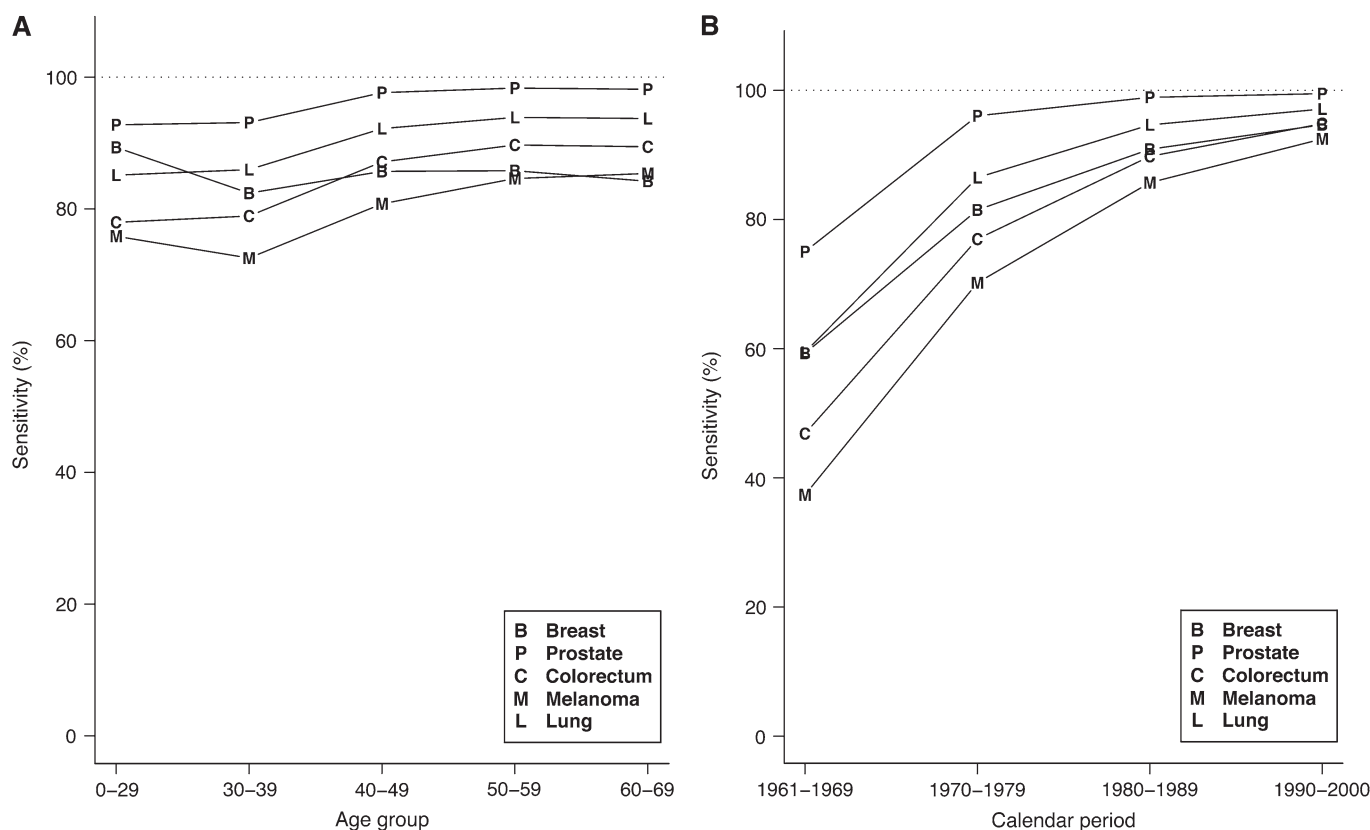 A
100
80
60
40
20
0
Sensitivity (%)
P P P P P
B B B B B
L L L L L
C C C C C
M M M M M
B Breast
P Prostate
C Colorectum
M Melanoma
L Lung
0–29 30–39 40–49 50–59 60–69
Age group
B
100
80
60
40
20
0
Sensitivity (%)
P P P P
L L L L
B B B B
C C C C
M M M M
B Breast
P Prostate
C Colorectum
M Melanoma
L Lung
1961–1969 1970–1979 1980–1989 1990–2000
Calendar period